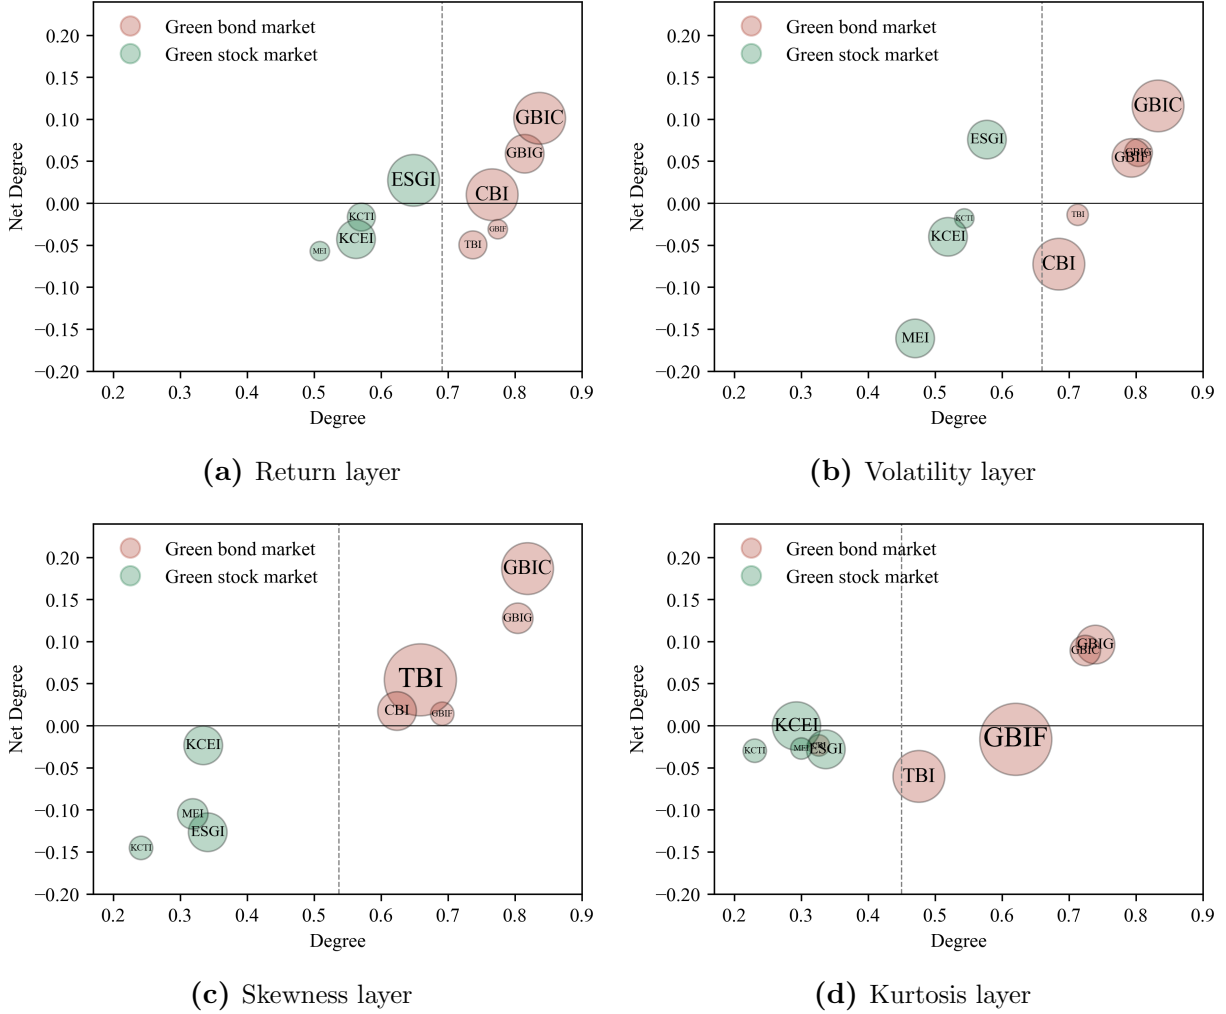 Green bond market
Green stock market
0.20
0.15
0.10
0.05
0.00
−0.05
−0.10
−0.15
−0.20
Net Degree
GBIC
GBIG
ESGI
CBI
KCTI
KCEI
GBIF
TBI
MEI
0.2 0.3 0.4 0.5 0.6 0.7 0.8 0.9
Degree
(a) Return layer
Green bond market
Green stock market
0.20
0.15
0.10
0.05
0.00
−0.05
−0.10
−0.15
−0.20
Net Degree
GBIC
ESGI
GBIG
GBIF
TBI
KCTI
KCEI
CBI
MEI
0.2 0.3 0.4 0.5 0.6 0.7 0.8 0.9
Degree
(b) Volatility layer
Green bond market
Green stock market
0.20
0.15
0.10
0.05
0.00
−0.05
−0.10
−0.15
−0.20
Net Degree
GBIC
GBIG
TBI
CBI
GBIF
KCEI
MEI
ESGI
KCTI
0.2 0.3 0.4 0.5 0.6 0.7 0.8 0.9
Degree
(c) Skewness layer
Green bond market
Green stock market
0.20
0.15
0.10
0.05
0.00
−0.05
−0.10
−0.15
−0.20
Net Degree
GBIG
GBIC
KCEI
GBIF
KCTI
MEI
ESGI
TBI
0.2 0.3 0.4 0.5 0.6 0.7 0.8 0.9
Degree
(d) Kurtosis layer